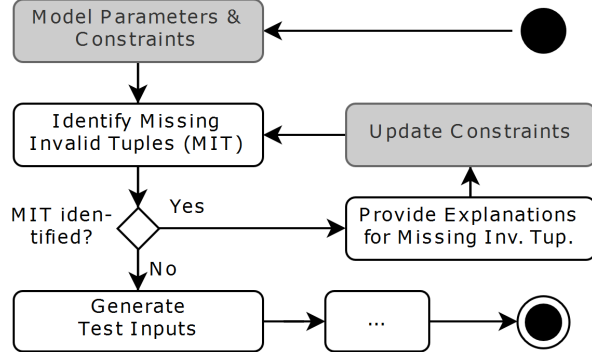 Model Parameters &
Constraints
Identify Missing
Invalid Tuples (MIT)
Update Constraints
MIT iden-
tified?
Yes
Provide Explanations
for Missing Inv. Tup.
No
Generate
Test Inputs
...